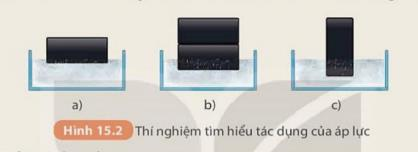 a) b) c)
Hình 15.2 Thí nghiệm tìm hiểu tác dụng của áp lực